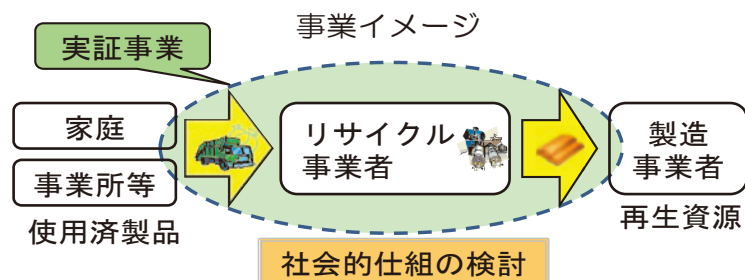 事業イメージ
実証事業
家庭
事業所等
使用済製品
リサイクル
事業者
製造
事業者
再生資源
社会的仕組の検討